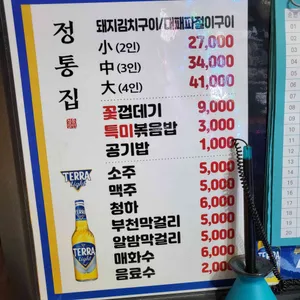 정통집
돼지김치구이/대패파절이구이
小 (2인) 27,000
中 (3인) 34,000
大 (4인) 41,000
꽃껍데기 9,000
특미볶음밥 3,000
공기밥 1,000
소주 5,000
맥주 5,000
청하 6,000
부천막걸리 5,000
알밤막걸리 5,000
매화수 6,000
음료수 2,000
TERRA
light
TERRA
light